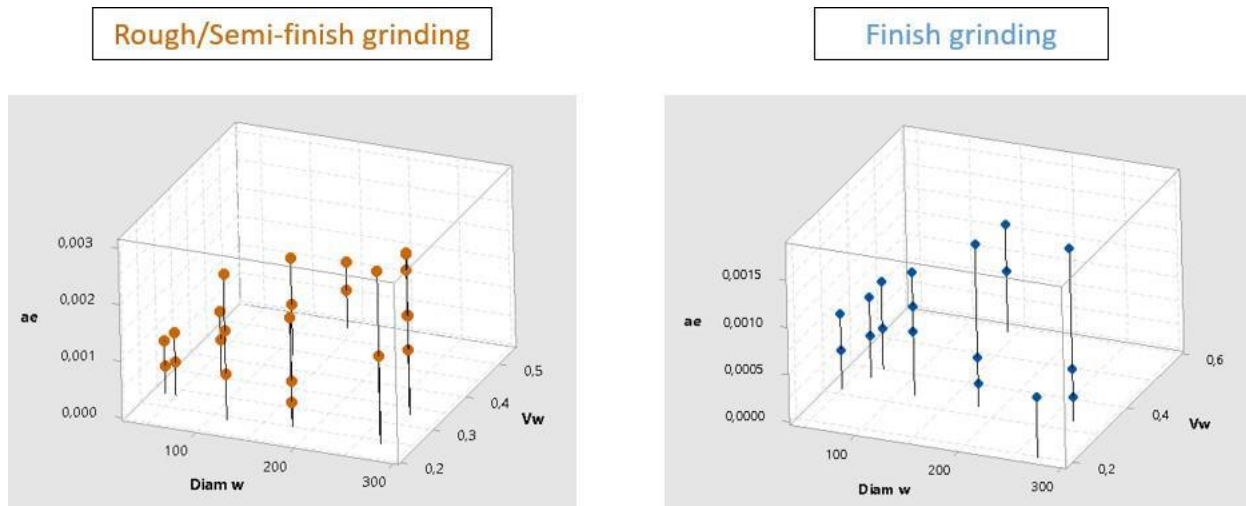 Rough/Semi-finish grinding
Finish grinding
0,003
0,002
0,001
0,000
ae
100
200
300
Diam w
0,2
0,3
0,4
0,5
Vw
0,0015
0,0010
0,0005
0,0000
ae
100
200
300
Diam w
0,2
0,4
0,6
Vw